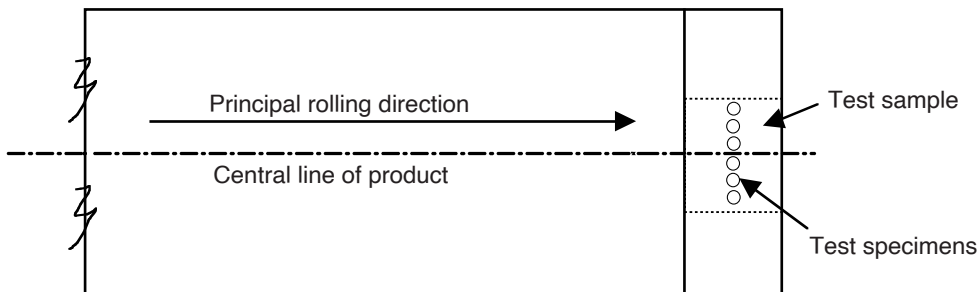 Principal rolling direction
Test sample
Central line of product
Test specimens